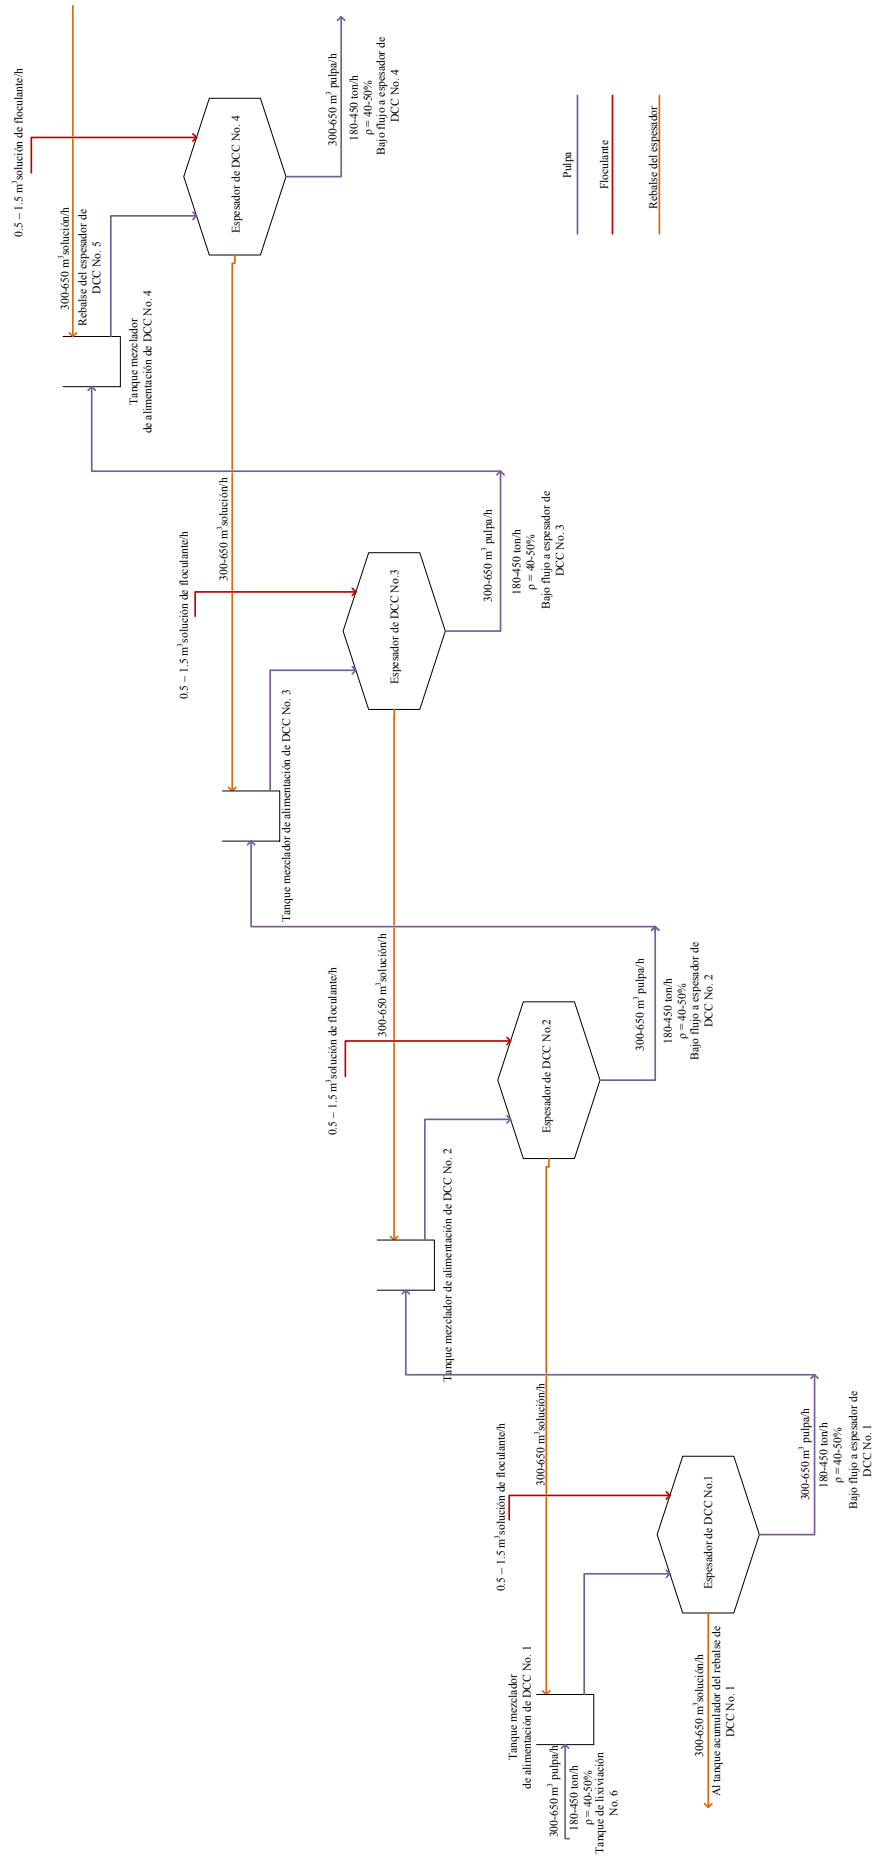 300-650 m³ pulpa/h
180-450 ton/h
ρ = 40-50%
Tanque de lixiviación
No. 6
Tanque mezclador
de alimentación de DCC No. 1
300-650 m³solución/h
Al tanque acumulador del rebalse de
DCC No. 1
Espesador de DCC No.1
0.5 – 1.5 m³solución de floculante/h
300-650 m³solución/h
300-650 m³ pulpa/h
180-450 ton/h
ρ = 40-50%
Bajo flujo a espesador de
DCC No. 1
Tanque mezclador de alimentación de DCC No. 2
Espesador de DCC No.2
0.5 – 1.5 m³solución de floculante/h
300-650 m³solución/h
300-650 m³ pulpa/h
180-450 ton/h
ρ = 40-50%
Bajo flujo a espesador de
DCC No. 2
Tanque mezclador de alimentación de DCC No. 3
Espesador de DCC No.3
0.5 – 1.5 m³solución de floculante/h
300-650 m³solución/h
300-650 m³ pulpa/h
180-450 ton/h
ρ = 40-50%
Bajo flujo a espesador de
DCC No. 3
Tanque mezclador
de alimentación de DCC No. 4
300-650 m³solución/h
Rebalse del espesador de
DCC No. 5
0.5 – 1.5 m³solución de floculante/h
Espesador de DCC No. 4
300-650 m³ pulpa/h
180-450 ton/h
ρ = 40-50%
Bajo flujo a espesador de
DCC No. 4
Pulpa
Floculante
Rebalse del espesador